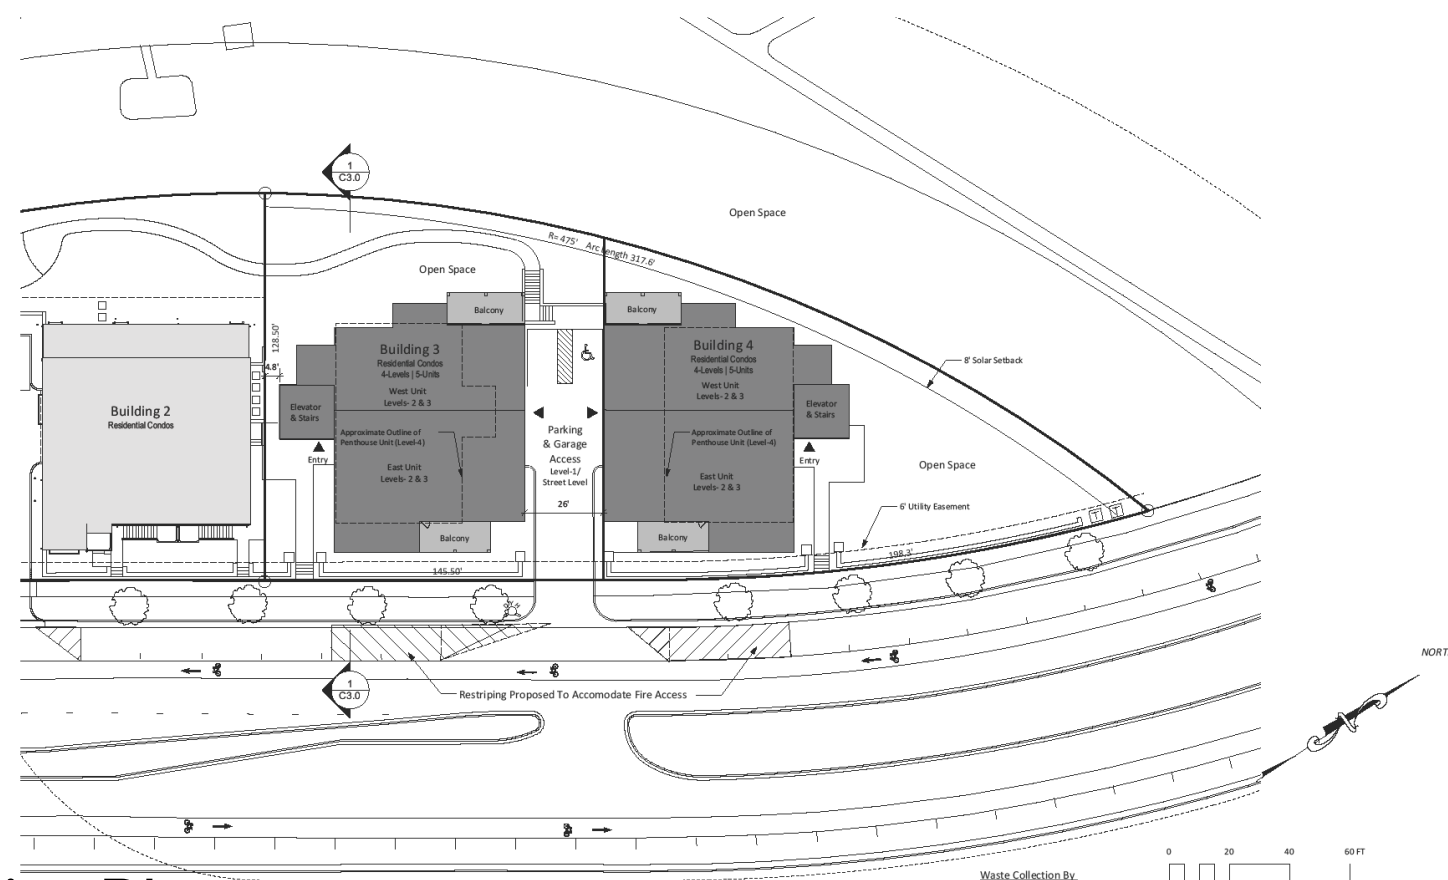 1
C3.0
Open Space
R= 475'   Arc Length 317.6'
Open Space
Balcony
Balcony
128.50'
4.8'
Building 3
Residential Condos
4-Levels | 5-Units
West Unit
Levels- 2 & 3
Building 4
Residential Condos
4-Levels | 5-Units
West Unit
Levels- 2 & 3
8' Solar Setback
Building 2
Residential Condos
Elevator
& Stairs
Elevator
& Stairs
Approximate Outline of
Penthouse Unit (Level-4)
Parking
& Garage
Access
Level-1/
Street Level
Approximate Outline of
Penthouse Unit (Level-4)
Entry
Entry
Open Space
East Unit
Levels- 2 & 3
East Unit
Levels- 2 & 3
26'
6' Utility Easement
T
T
Balcony
Balcony
198.3'
145.50'
1
C3.0
Restriping Proposed To Accomodate Fire Access
NORT
0 20 40 60 FT
Waste Collection By